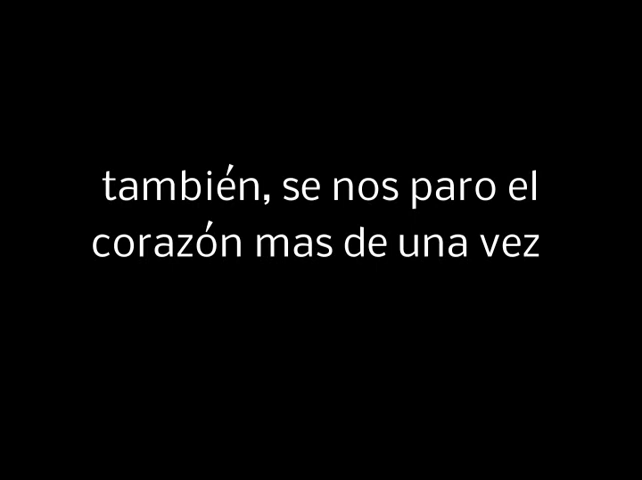 también, se nos paro el
corazón mas de una vez